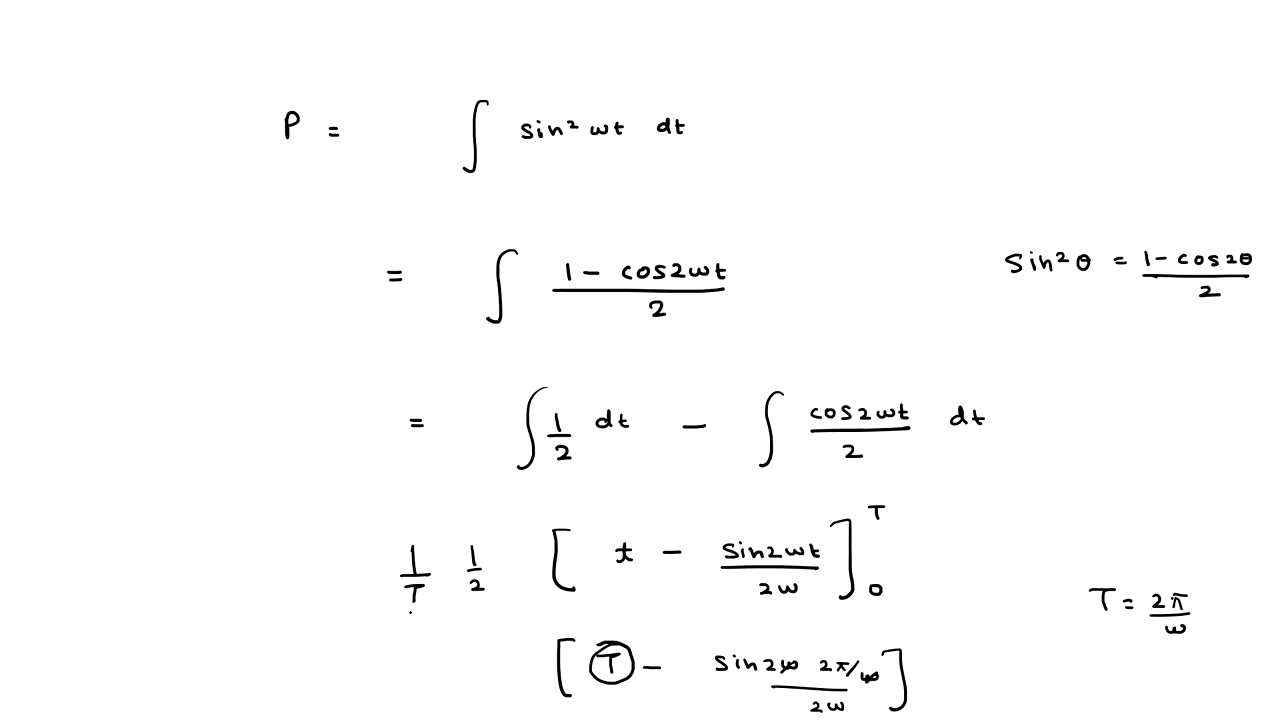 P = ∫ sin² ωt dt
= ∫ (1 - cos2ωt)/2 sin²θ = (1 - cos2θ)/2
= ∫ 1/2 dt - ∫ (cos2ωt)/2 dt
1/T 1/2 [ t - (sin2ωt)/2ω ]₀ᵀ
T = 2π/ω
[ T - (sin2ω 2π/ω)/2ω ]